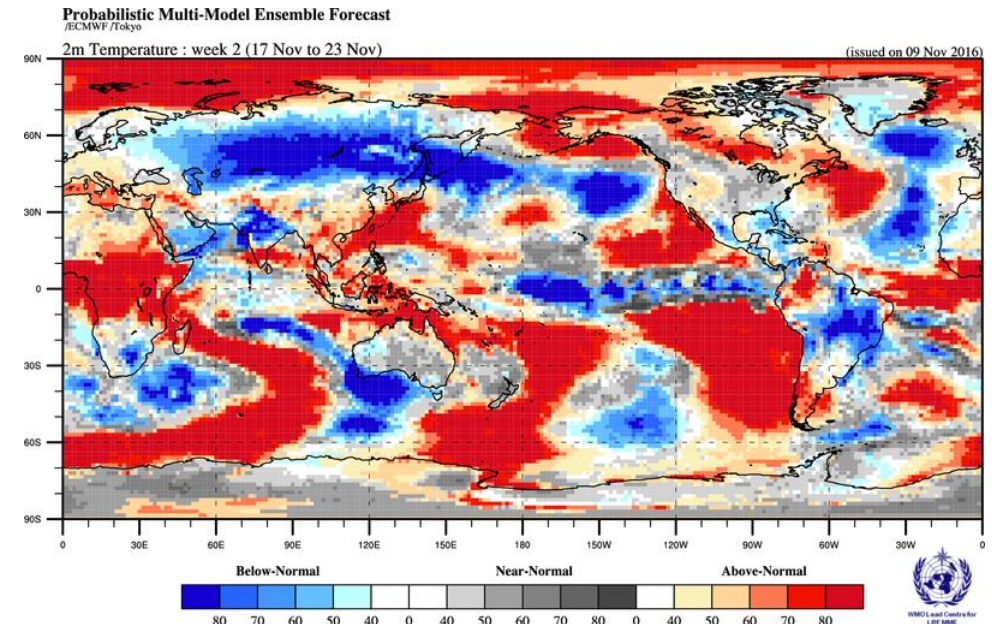 Probabilistic Multi-Model Ensemble Forecast
/ECMWF /Tokyo
2m Temperature : week 2 (17 Nov to 23 Nov)
(issued on 09 Nov 2016)
90N
60N
30N
0
30S
60S
90S
0 30E 60E 90E 120E 150E 180 150W 120W 90W 60W 30W 0
Below-Normal Near-Normal Above-Normal
80 70 60 50 40 0 40 50 60 70 80 0 40 50 60 70 80
WMO Lead Centre for
LRFMME